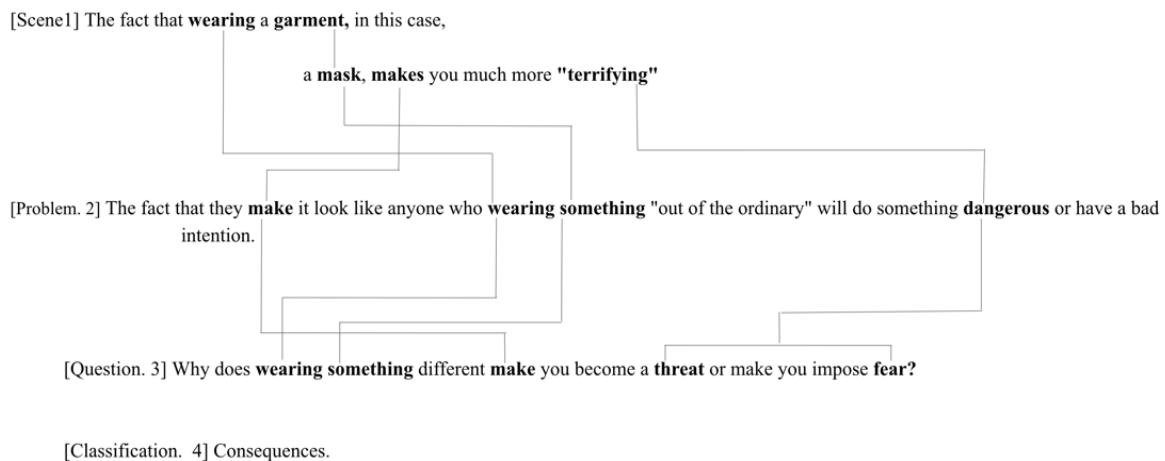 [Scene1] The fact that wearing a garment, in this case,
a mask, makes you much more "terrifying"
[Problem. 2] The fact that they make it look like anyone who wearing something "out of the ordinary" will do something dangerous or have a bad
intention.
[Question. 3] Why does wearing something different make you become a threat or make you impose fear?
[Classification. 4] Consequences.